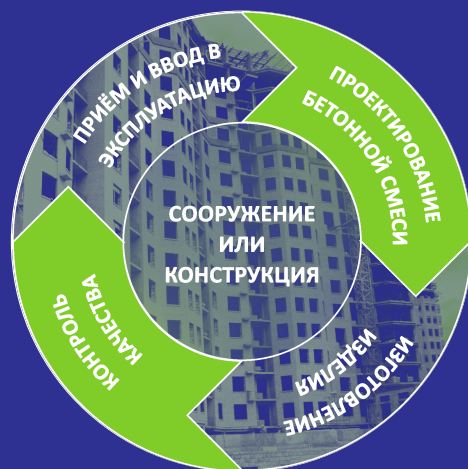 ПРИЁМ И ВВОД В
ЭКСПЛУАТАЦИЮ
ПРОЕКТИРОВАНИЕ
БЕТОННОЙ СМЕСИ
СООРУЖЕНИЕ
ИЛИ
КОНСТРУКЦИЯ
ИЗГОТОВЛЕНИЕ
ИЗДЕЛИЯ
КОНТРОЛЬ
КАЧЕСТВА